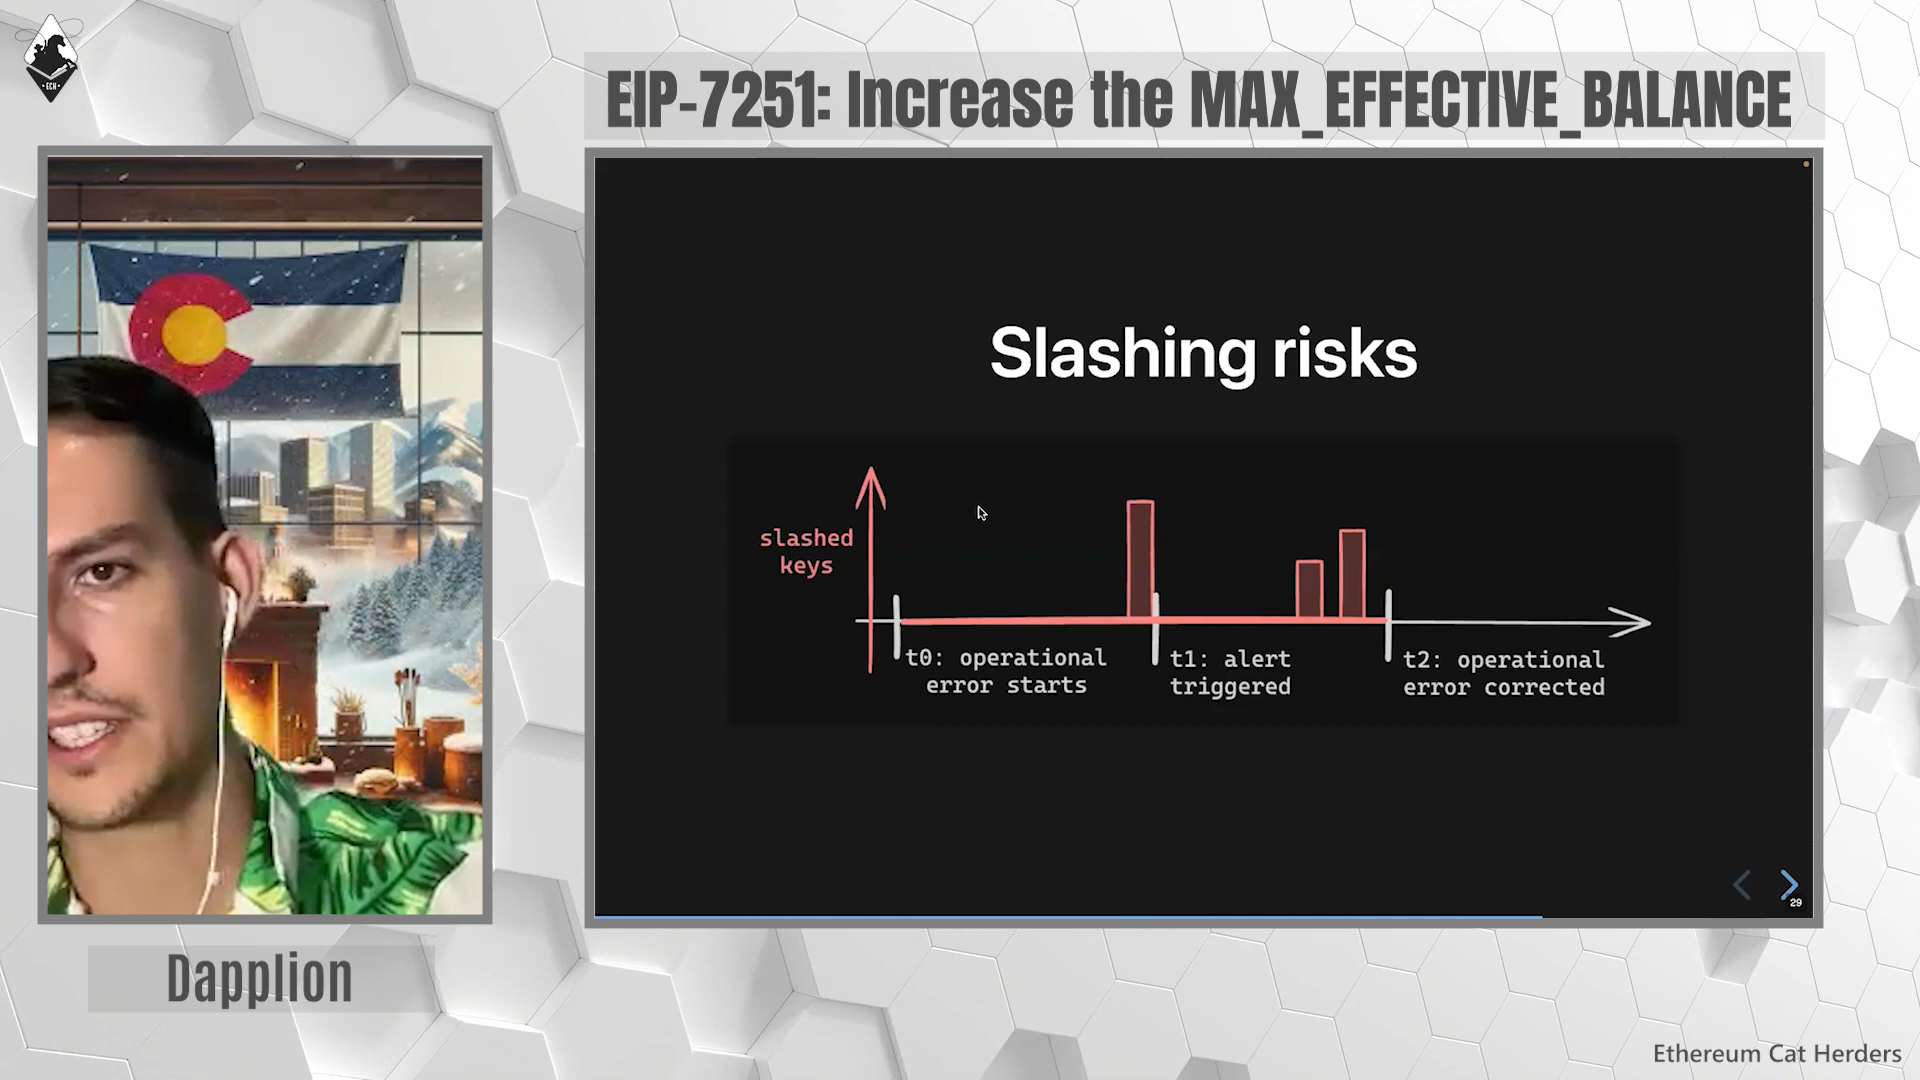 ECH
EIP-7251: Increase the MAX_EFFECTIVE_BALANCE
Slashing risks
slashed
keys
t0: operational
error starts
t1: alert
triggered
t2: operational
error corrected
29
Dapplion
Ethereum Cat Herders